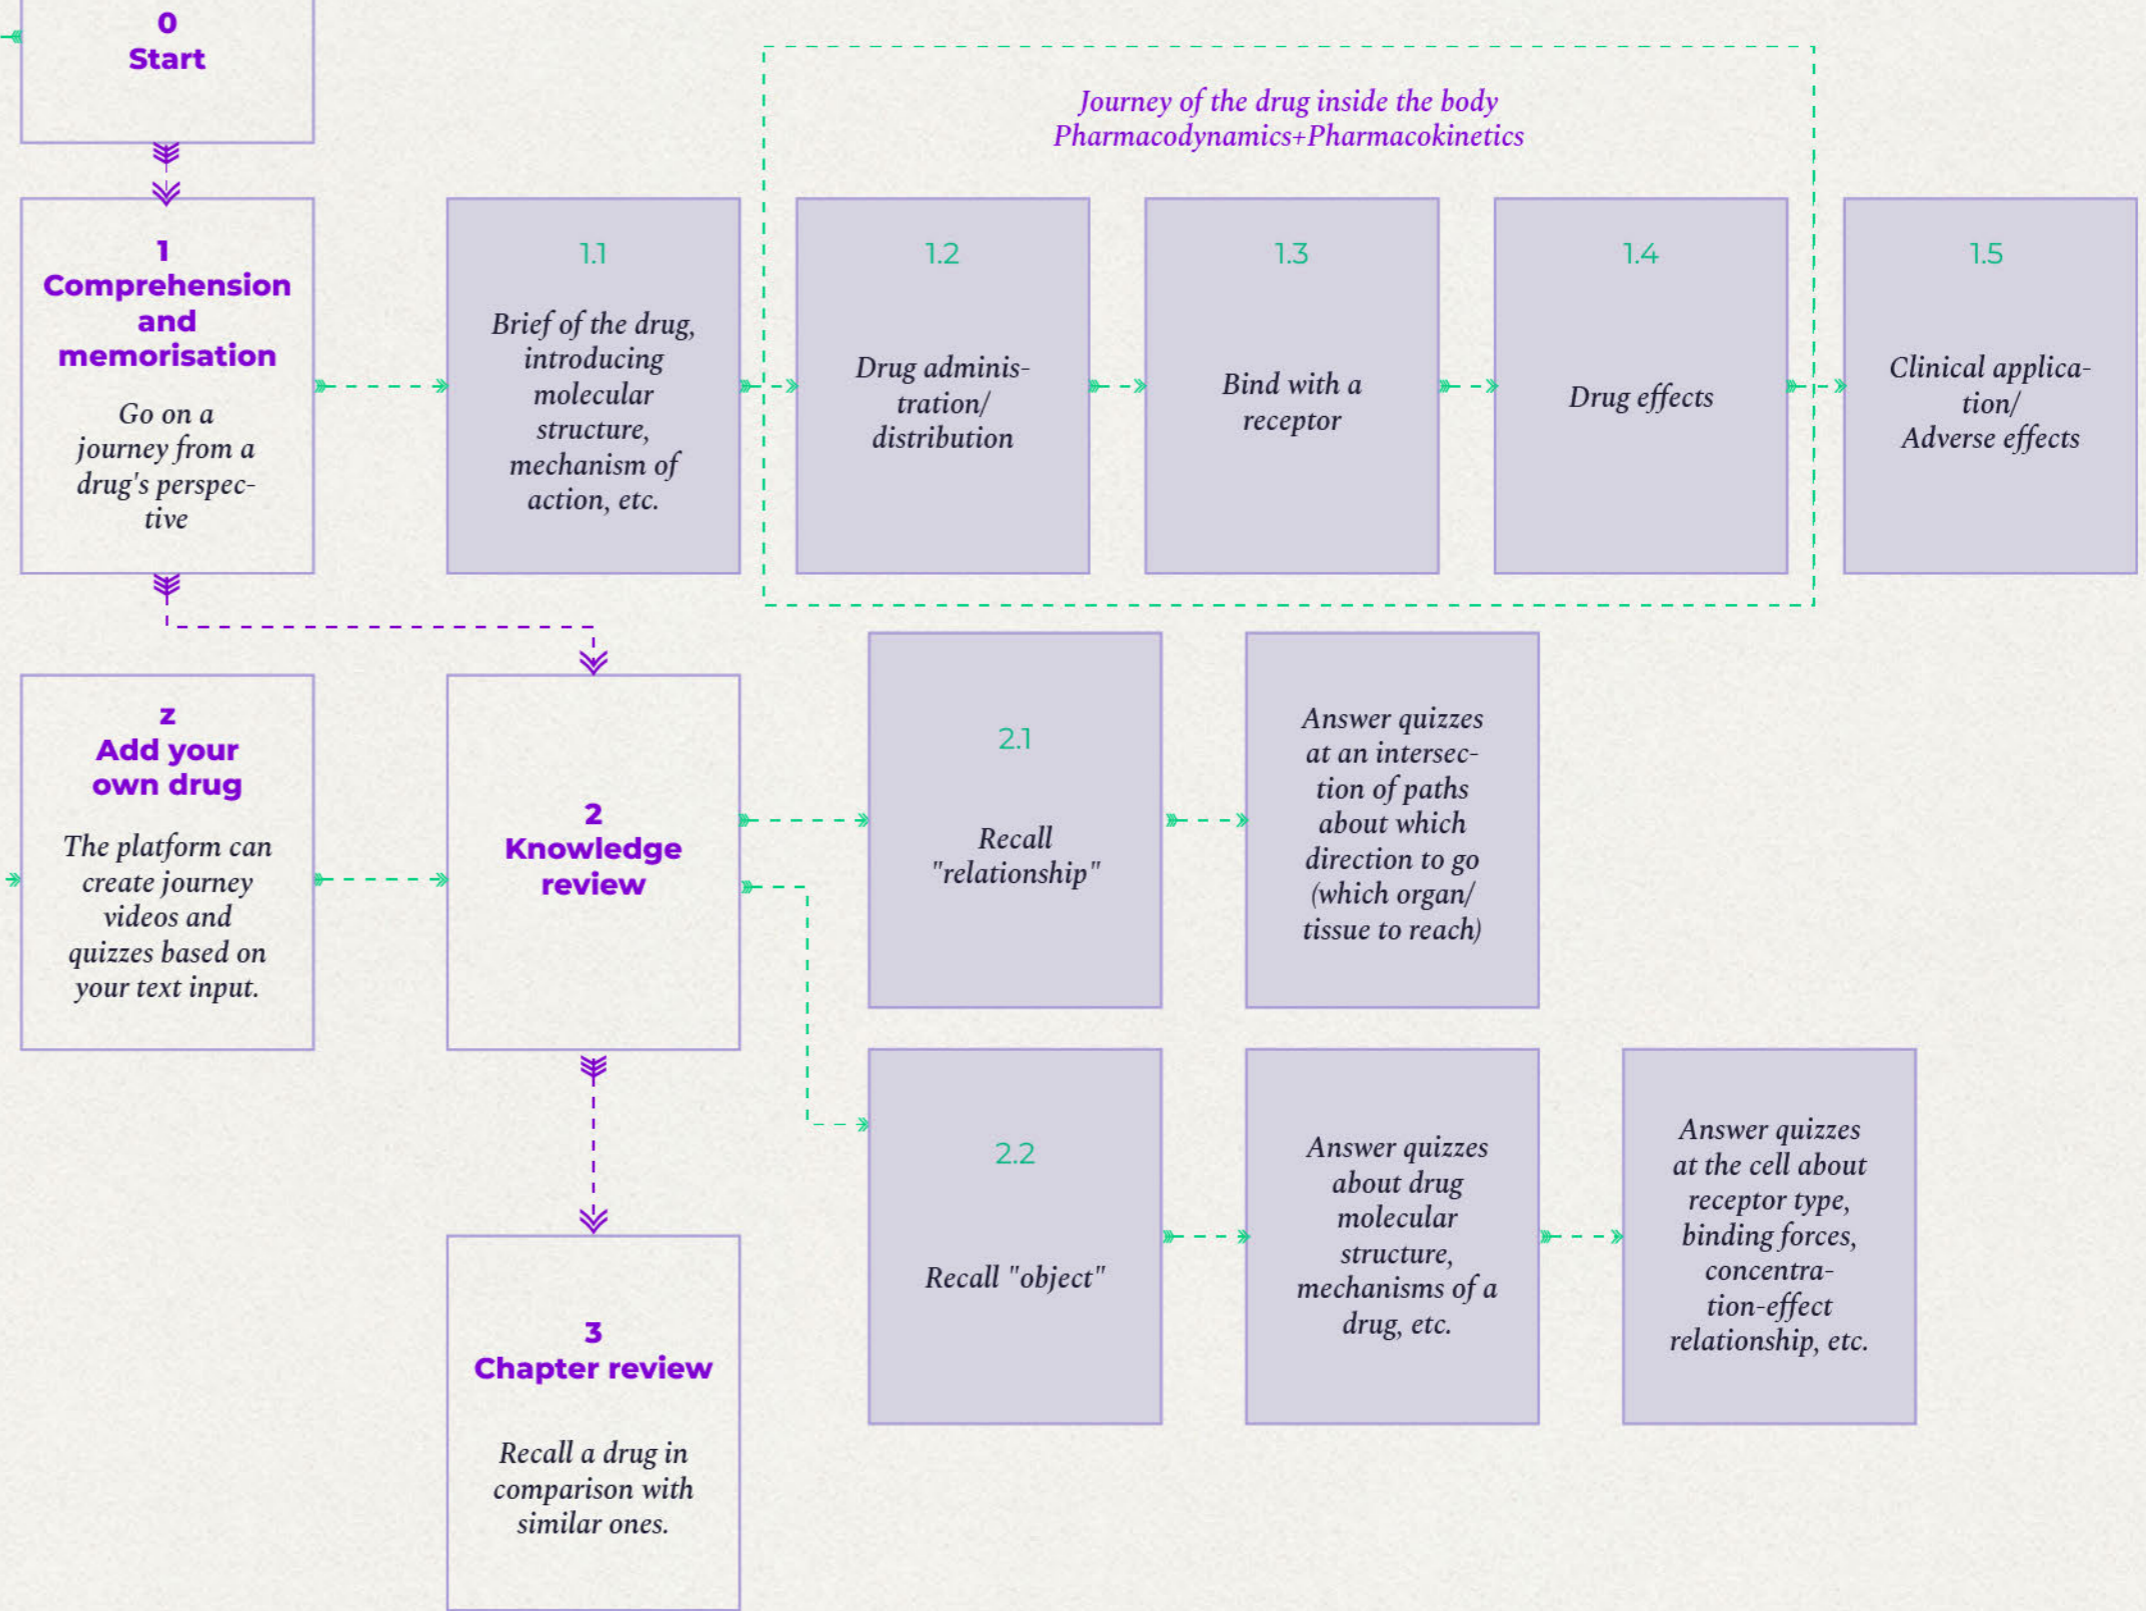 0
Start
Journey of the drug inside the body
Pharmacodynamics+Pharmacokinetics
1
Comprehension
and
memorisation
Go on a
journey from a
drug's perspec-
tive
1.1
Brief of the drug,
introducing
molecular
structure,
mechanism of
action, etc.
1.2
Drug adminis-
tration/
distribution
1.3
Bind with a
receptor
1.4
Drug effects
1.5
Clinical applica-
tion/
Adverse effects
z
Add your
own drug
The platform can
create journey
videos and
quizzes based on
your text input.
2
Knowledge
review
2.1
Recall
"relationship"
Answer quizzes
at an intersec-
tion of paths
about which
direction to go
(which organ/
tissue to reach)
2.2
Recall "object"
Answer quizzes
about drug
molecular
structure,
mechanisms of a
drug, etc.
Answer quizzes
at the cell about
receptor type,
binding forces,
concentra-
tion-effect
relationship, etc.
3
Chapter review
Recall a drug in
comparison with
similar ones.